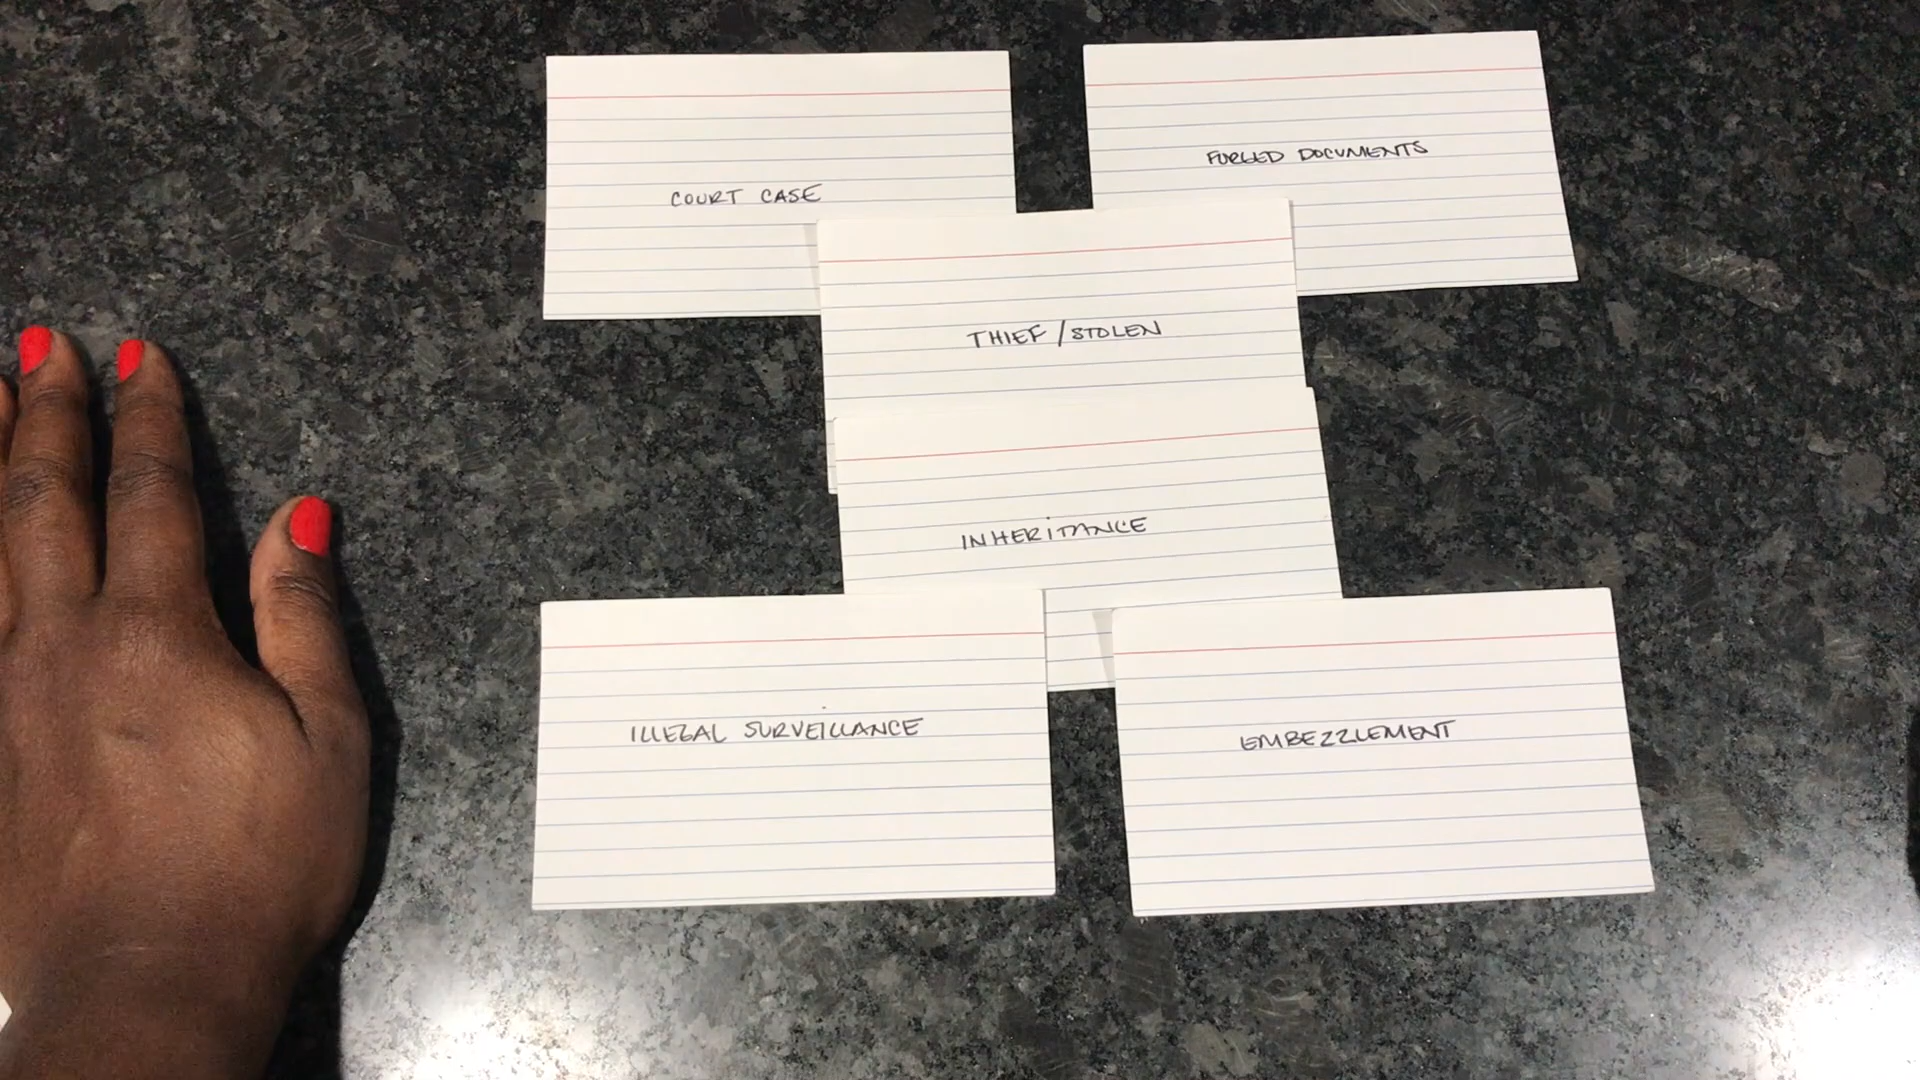 COURT CASE
FORGED DOCUMENTS
THIEF/STOLEN
INHERITANCE
ILLEGAL SURVEILLANCE
EMBEZZLEMENT